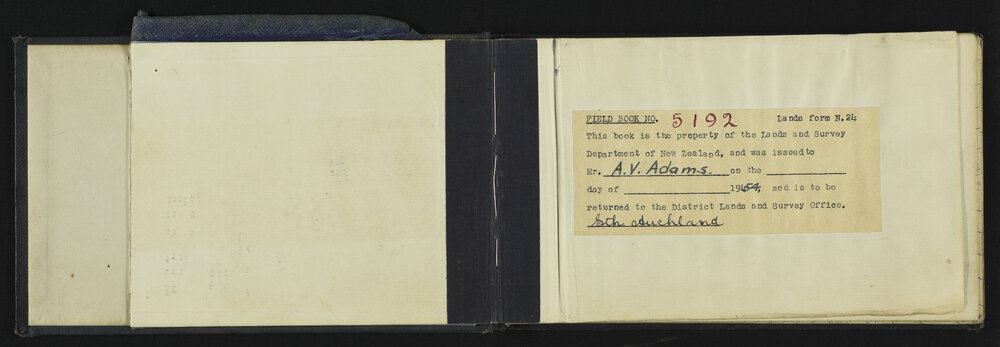 FIELD BOOK NO. 5192 Lands form N.24
This book is the property of the Lands and Survey
Department of New Zealand, and was issuedto
Mr. A.V. Adams. on the
day of 1954, and is to be
returned to the District Lands and Survey Office.
Sth. Auckland